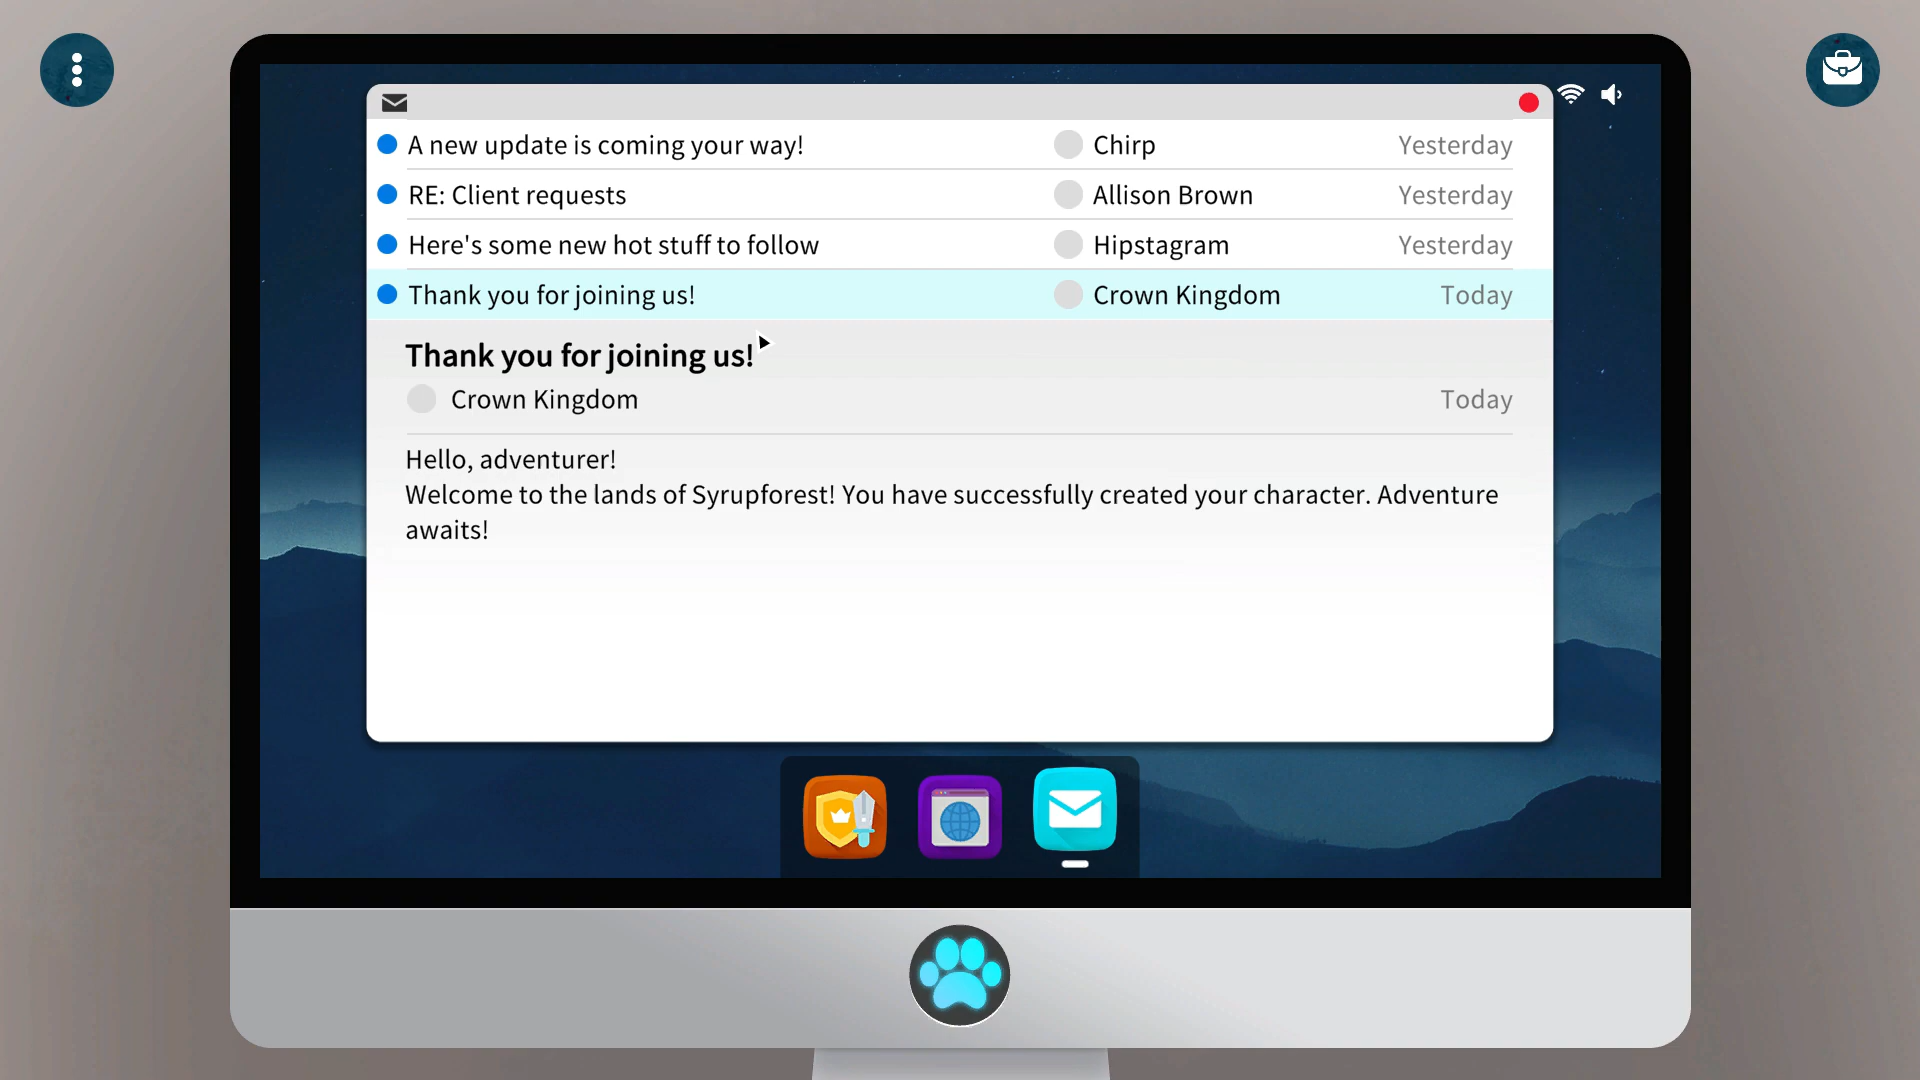 A new update is coming your way! Chirp Yesterday
RE: Client requests Allison Brown Yesterday
Here's some new hot stuff to follow Hipstagram Yesterday
Thank you for joining us! Crown Kingdom Today
Thank you for joining us!
Crown Kingdom Today
Hello, adventurer!
Welcome to the lands of Syrupforest! You have successfully created your character. Adventure
awaits!